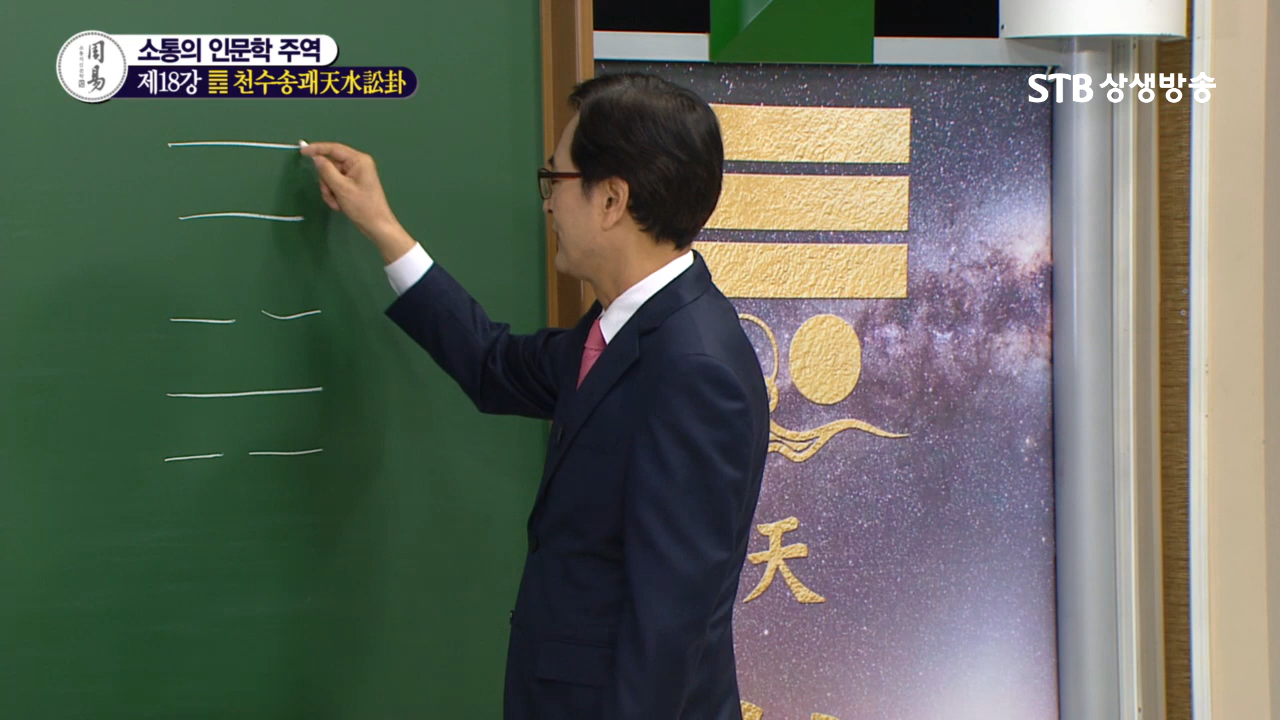 周易
소통의 인문학 주역
제18강 ䷅ 천수송괘天水訟卦
STB 상생방송
天